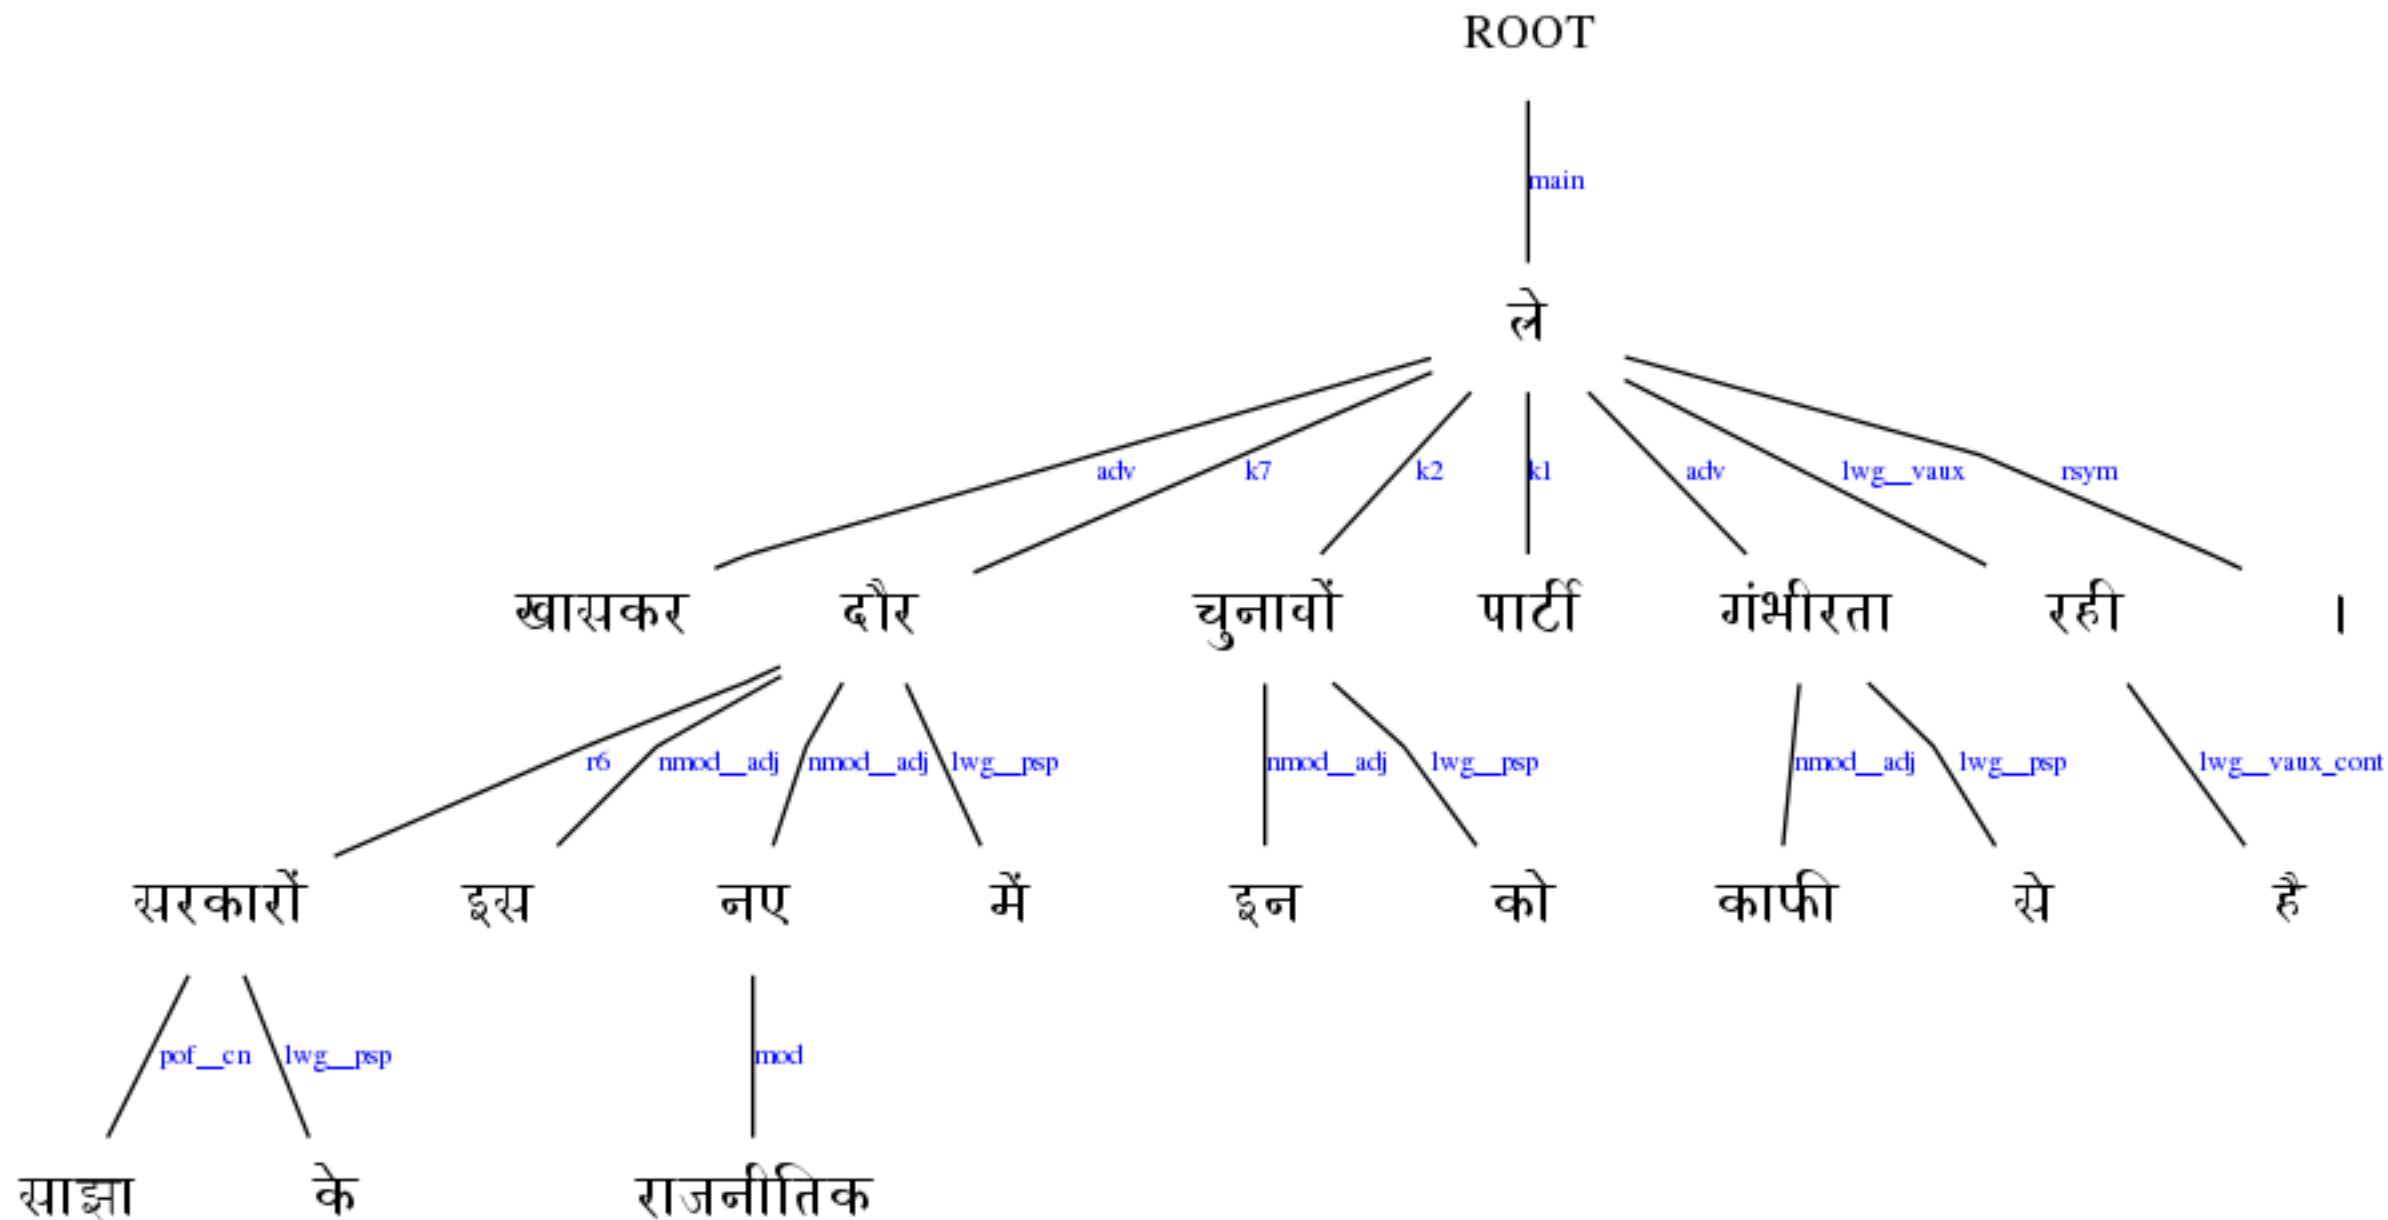 ROOT
main
ले
adv k7 k2 k1 adv lwg__vaux rsym
खासकर दौर चुनावों पार्टी गंभीरता रही ।
r6 nmod__adj nmod__adj lwg__psp nmod__adj lwg__psp nmod__adj lwg__psp lwg__vaux_cont
सरकारों इस नए में इन को काफी से है
pof__cn lwg__psp mod
साझा के राजनीतिक